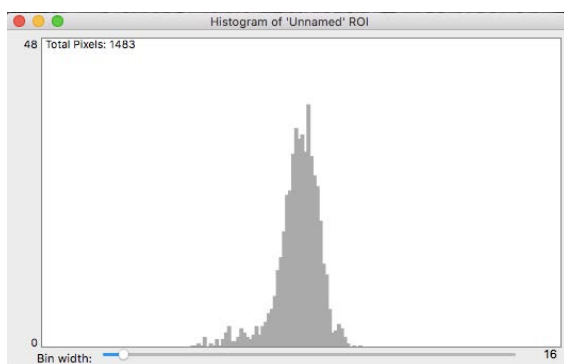 Histogram of 'Unnamed' ROI
48
Total Pixels: 1483
0
Bin width:
16